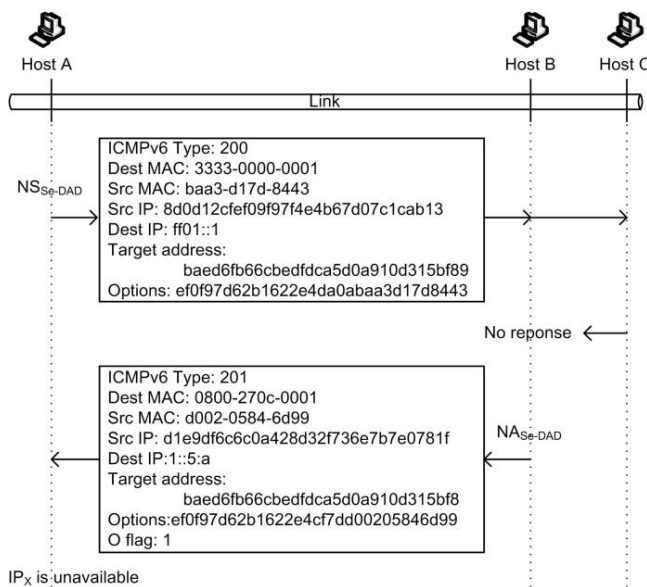 Host A
Host B
Host C
Link
ICMPv6 Type: 200
Dest MAC: 3333-0000-0001
Src MAC: baa3-d17d-8443
Src IP: 8d0d12cfef09f97f4e4b67d07c1cab13
Dest IP: ff01::1
Target address:
baed6fb66cbedfdca5d0a910d315bf89
Options: ef0f97d62b1622e4da0abaa3d17d8443
NSSe-DAD
No reponse
ICMPv6 Type: 201
Dest MAC: 0800-270c-0001
Src MAC: d002-0584-6d99
Src IP: d1e9df6c6c0a428d32f736e7b7e0781f
Dest IP:1::5:a
Target address:
baed6fb66cbedfdca5d0a910d315bf8
Options:ef0f97d62b1622e4cf7dd00205846d99
O flag: 1
NASe-DAD
IPX is unavailable